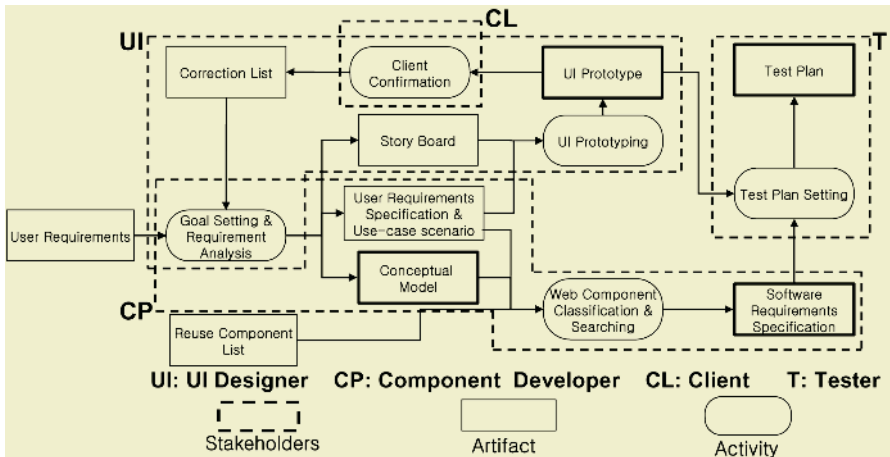 CL
UI
T
Correction List
Client
Confirmation
UI Prototype
Test Plan
Story Board
UI Prototyping
User Requirements
Goal Setting &
Requirement
Analysis
User Requirements
Specification &
Use-case scenario
Test Plan Setting
Conceptual
Model
Web Component
Classification &
Searching
Software
Requirements
Specification
CP
Reuse Component
List
UI: UI Designer CP: Component Developer CL: Client T: Tester
Stakeholders
Artifact
Activity